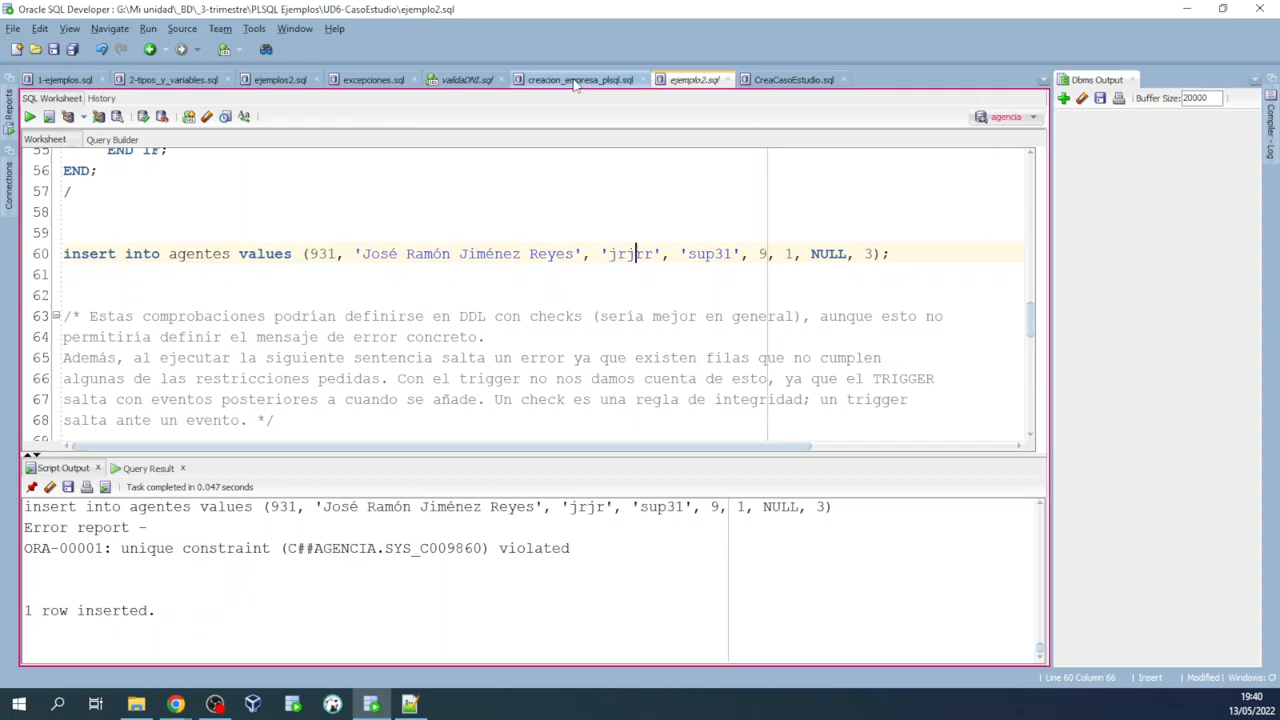 Oracle SQL Developer : G:\Mi unidad\_BD\_3-trimestre\PLSQL Ejemplos\UD6-CasoEstudio\ejemplo2.sql
File Edit View Navigate Run Source Team Tools Window Help
1-ejemplos.sql 2-tipos_y_variables.sql ejemplos2.sql excepciones.sql validaDNI.sql creacion_empresa_plsql.sql ejemplo2.sql CreaCasoEstudio.sql Dbms Output
SQL Worksheet History
Buffer Size: 20000
agencia
Worksheet Query Builder
Reports
Connections
Compiler - Log
55 END IF;
56 END;
57 /
58
59
60 insert into agentes values (931, 'José Ramón Jiménez Reyes', 'jrjrr', 'sup31', 9, 1, NULL, 3);
61
62
63 /* Estas comprobaciones podrían definirse en DDL con checks (sería mejor en general), aunque esto no
64 permitiría definir el mensaje de error concreto.
65 Además, al ejecutar la siguiente sentencia salta un error ya que existen filas que no cumplen
66 algunas de las restricciones pedidas. Con el trigger no nos damos cuenta de esto, ya que el TRIGGER
67 salta con eventos posteriores a cuando se añade. Un check es una regla de integridad; un trigger
68 salta ante un evento. */
69
Script Output Query Result
Task completed in 0.047 seconds
insert into agentes values (931, 'José Ramón Jiménez Reyes', 'jrjr', 'sup31', 9, 1, NULL, 3)
Error report -
ORA-00001: unique constraint (C##AGENCIA.SYS_C009860) violated
1 row inserted.
Line 60 Column 66 Insert Modified Windows: Cl
19:40
13/05/2022